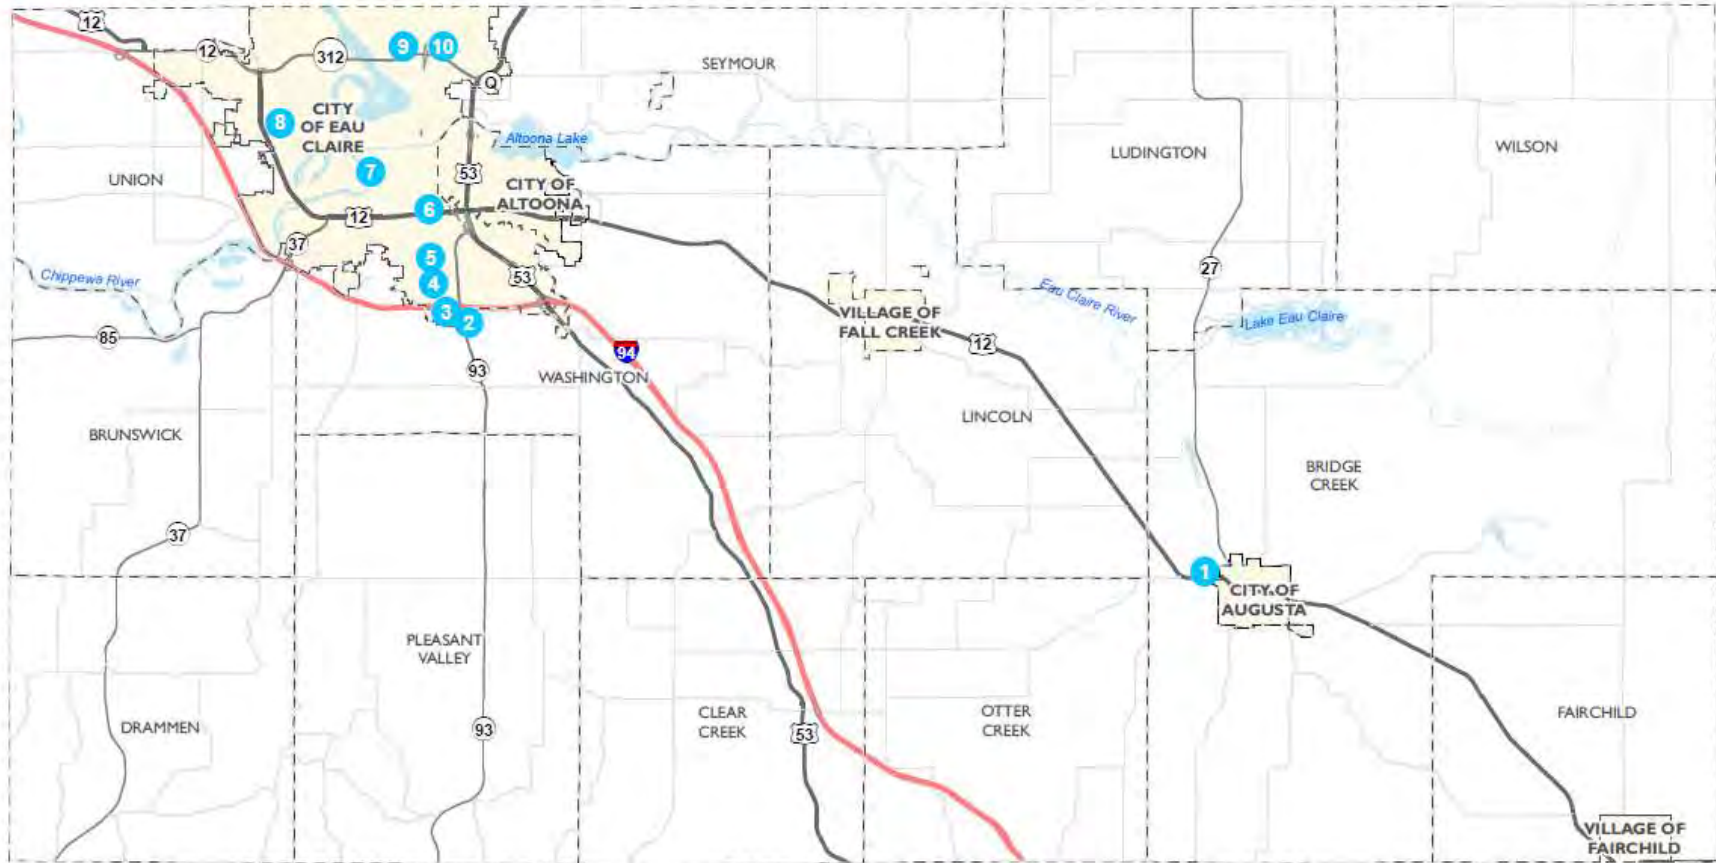 12
12
312
9
10
Q
SEYMOUR
CITY
OF EAU
CLAIRE
8
Altoona Lake
LUDINGTON
WILSON
UNION
7
53
CITY OF
ALTOONA
12
6
37
5
53
4
Chippewa River
27
Eau Claire River
3
2
VILLAGE OF
FALL CREEK
Lake Eau Claire
85
12
94
93
WASHINGTON
BRUNSWICK
LINCOLN
BRIDGE
CREEK
37
1
CITY OF
AUGUSTA
PLEASANT
VALLEY
DRAMMEN
93
CLEAR
CREEK
53
OTTER
CREEK
FAIRCHILD
VILLAGE OF
FAIRCHILD